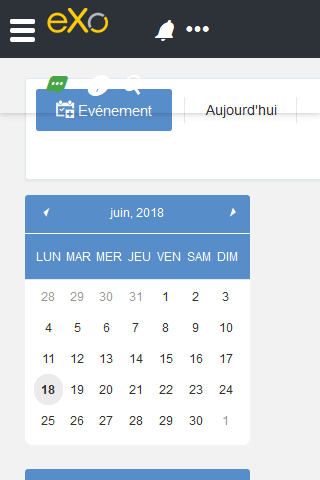 eXo
Evénement
Aujourd'hui
juin, 2018
LUN MAR MER JEU VEN SAM DIM
28 29 30 31 1 2 3
4 5 6 7 8 9 10
11 12 13 14 15 16 17
18 19 20 21 22 23 24
25 26 27 28 29 30 1